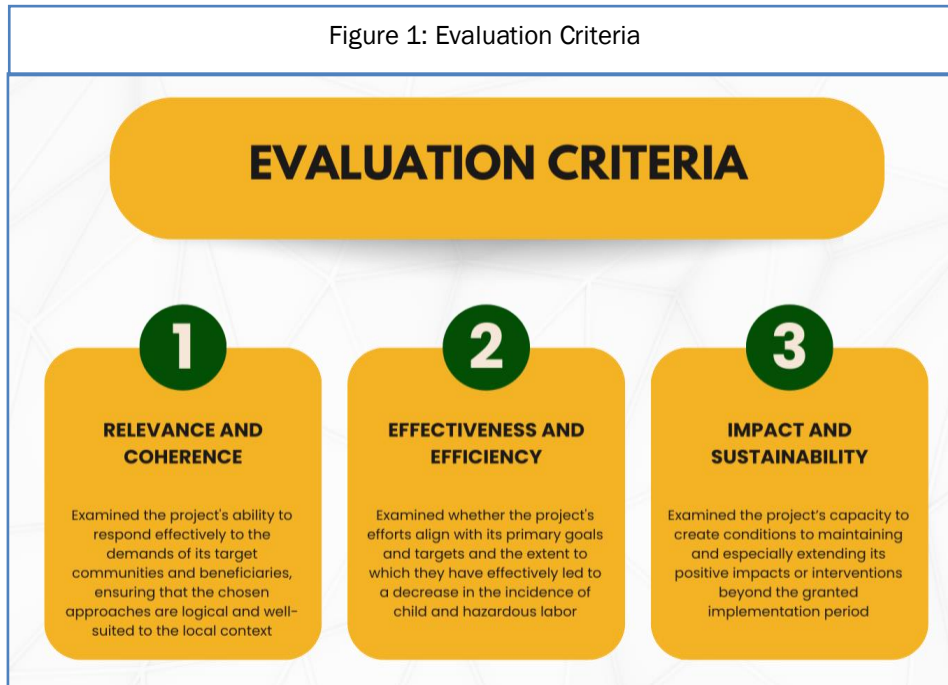 Figure 1: Evaluation Criteria
EVALUATION CRITERIA
1
RELEVANCE AND
COHERENCE
Examined the project's ability to
respond effectively to the
demands of its target
communities and beneficiaries,
ensuring that the chosen
approaches are logical and well-
suited to the local context
2
EFFECTIVENESS AND
EFFICIENCY
Examined whether the project's
efforts align with its primary goals
and targets and the extent to
which they have effectively led to
a decrease in the incidence of
child and hazardous labor
3
IMPACT AND
SUSTAINABILITY
Examined the project’s capacity to
create conditions to maintaining
and especially extending its
positive impacts or interventions
beyond the granted
implementation period